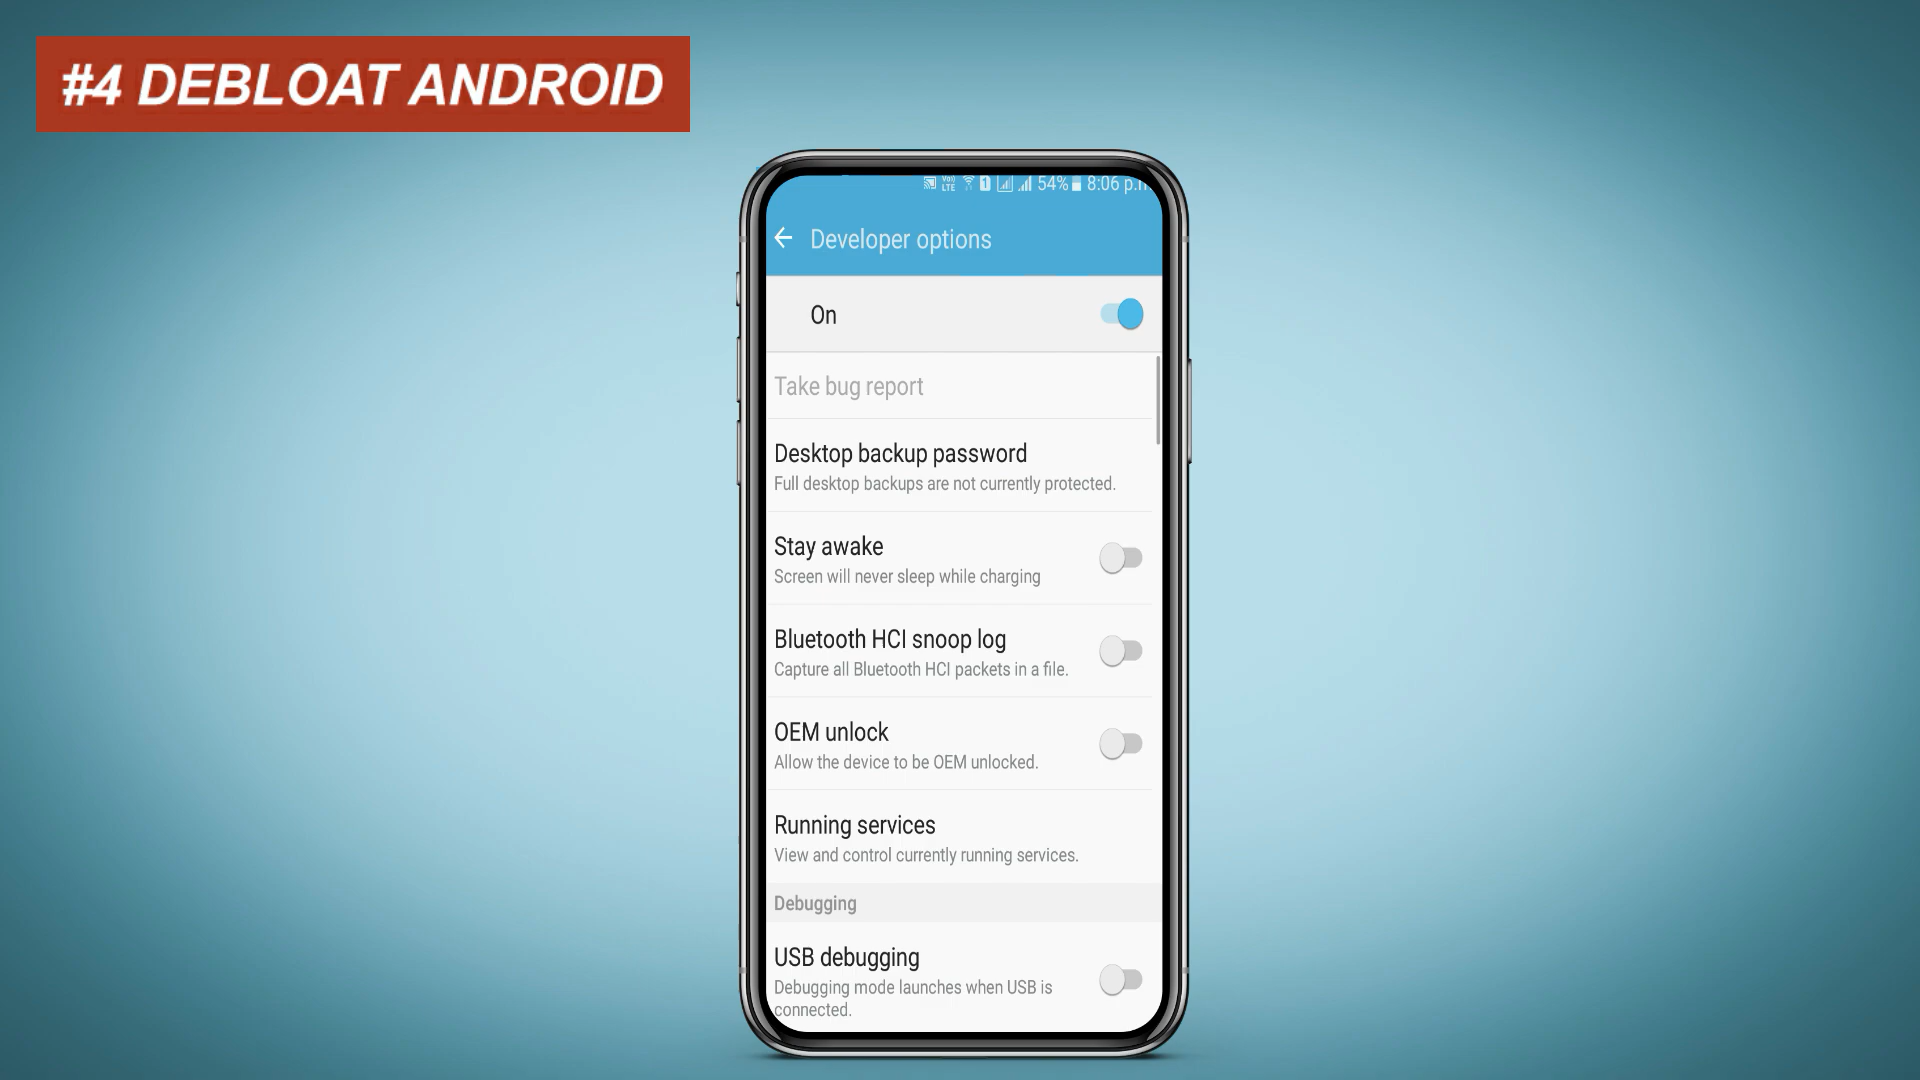 #4 DEBLOAT ANDROID
VoLTE 1 54% 8:06 p.m
Developer options
On
Take bug report
Desktop backup password
Full desktop backups are not currently protected.
Stay awake
Screen will never sleep while charging
Bluetooth HCI snoop log
Capture all Bluetooth HCI packets in a file.
OEM unlock
Allow the device to be OEM unlocked.
Running services
View and control currently running services.
Debugging
USB debugging
Debugging mode launches when USB is
connected.